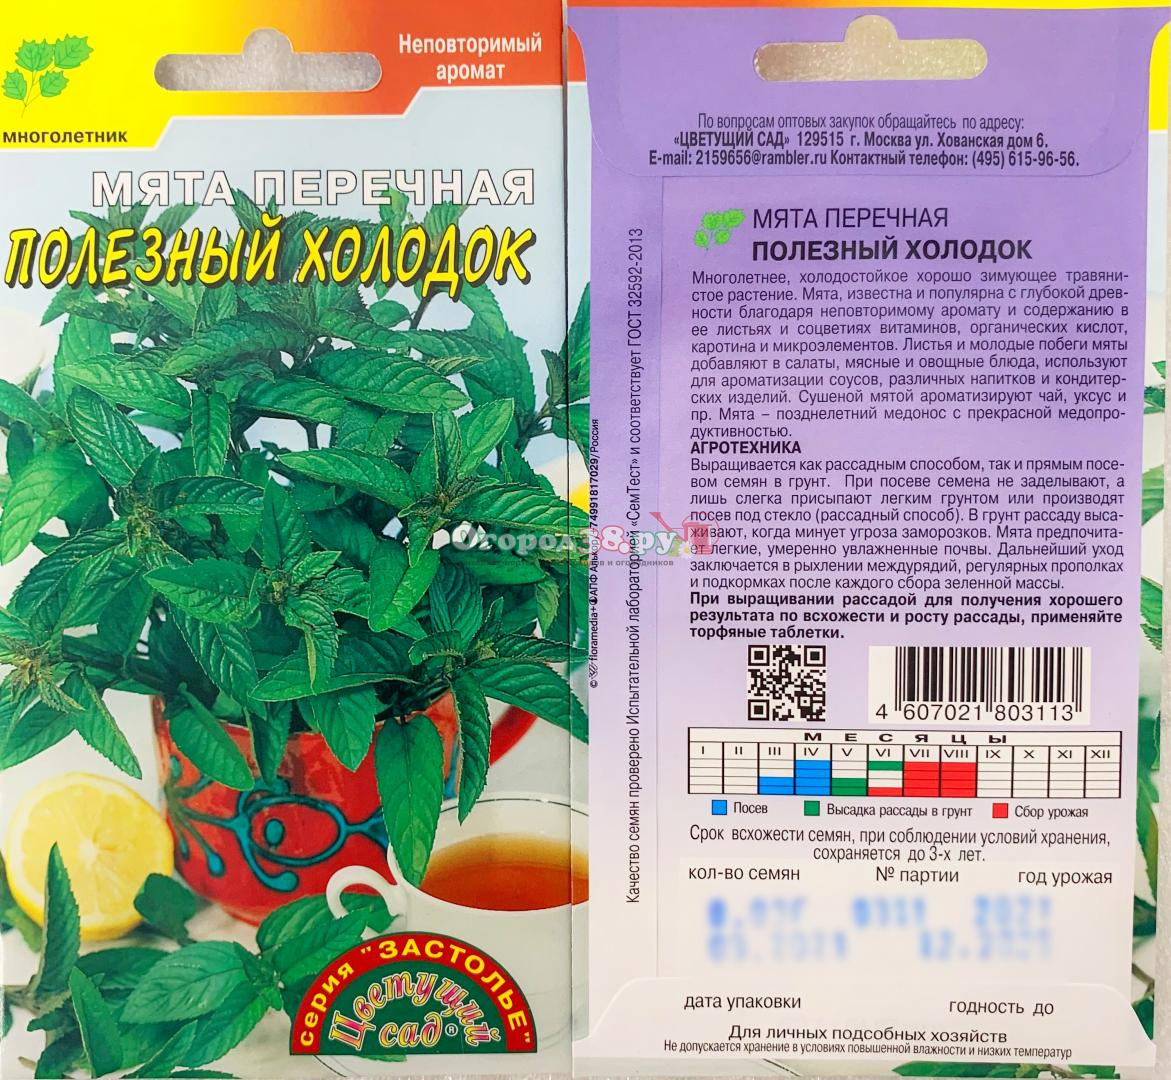 Неповторимый
аромат
многолетник
МЯТА ПЕРЕЧНАЯ
ПОЛЕЗНЫЙ ХОЛОДОК
серия "ЗАСТОЛЬЕ"
Цветущий
сад®
По вопросам оптовых закупок обращайтесь по адресу:
«ЦВЕТУЩИЙ САД» 129515 г. Москва ул. Хованская дом 6.
E-mail: 2159656@rambler.ru Контактный телефон: (495) 615-96-56.
МЯТА ПЕРЕЧНАЯ
ПОЛЕЗНЫЙ ХОЛОДОК
Многолетнее, холодостойкое хорошо зимующее травяни-
стое растение. Мята, известна и популярна с глубокой древ-
ности благодаря неповторимому аромату и содержанию в
ее листьях и соцветиях витаминов, органических кислот,
каротина и микроэлементов. Листья и молодые побеги мяты
добавляют в салаты, мясные и овощные блюда, используют
для ароматизации соусов, различных напитков и кондитер-
ских изделий. Сушеной мятой ароматизируют чай, уксус и
пр. Мята – позднелетний медонос с прекрасной медопро-
дуктивностью.
АГРОТЕХНИКА
Выращивается как рассадным способом, так и прямым посе-
вом семян в грунт. При посеве семена не заделывают, а
лишь слегка присыпают легким грунтом или производят
посев под стекло (рассадный способ). В грунт рассаду выса-
живают, когда минует угроза заморозков. Мята предпочита-
ет легкие, умеренно увлажненные почвы. Дальнейший уход
заключается в рыхлении междурядий, регулярных прополках
и подкормках после каждого сбора зеленной массы.
При выращивании рассадой для получения хорошего
результата по всхожести и росту рассады, применяйте
торфяные таблетки.
4 607021 803113
МЕСЯЦЫ
I II III IV V VI VII VIII IX X XI XII
Посев Высадка рассады в грунт Сбор урожая
Срок всхожести семян, при соблюдении условий хранения,
сохраняется до 3-х лет.
кол-во семян № партии год урожая
дата упаковки годность до
Для личных подсобных хозяйств
Не допускается хранение в условиях повышенной влажности и низких температур
Качество семян проверено Испытательной лабораторией «СемТест» и соответствует ГОСТ 32592-2013
© floramedia+ АПФ Алькор 74991817029/ Россия
Огород38.ру